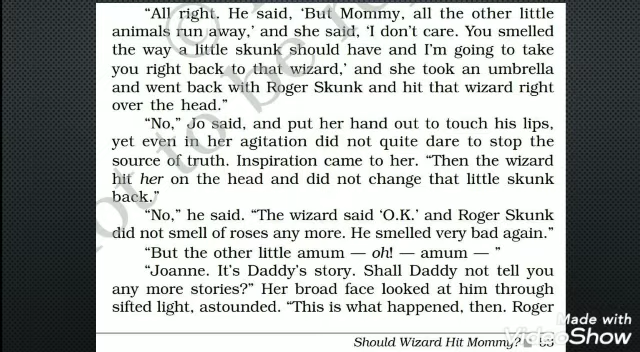 “All right. He said, ‘But Mommy, all the other little
animals run away,’ and she said, ‘I don’t care. You smelled
the way a little skunk should have and I’m going to take
you right back to that wizard,’ and she took an umbrella
and went back with Roger Skunk and hit that wizard right
over the head.”
“No,” Jo said, and put her hand out to touch his lips,
yet even in her agitation did not quite dare to stop the
source of truth. Inspiration came to her. “Then the wizard
hit her on the head and did not change that little skunk
back.”
“No,” he said. “The wizard said ‘O.K.’ and Roger Skunk
did not smell of roses any more. He smelled very bad again.”
“But the other little amum — oh! — amum — ”
“Joanne. It’s Daddy’s story. Shall Daddy not tell you
any more stories?” Her broad face looked at him through
sifted light, astounded. “This is what happened, then. Roger
Should Wizard Hit Mommy?
Made with
VideoShow
not to be re
©